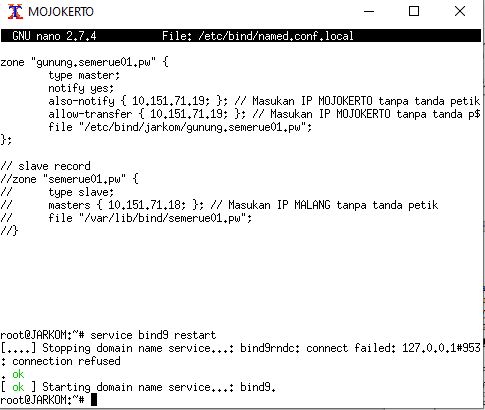 MOJOKERTO
GNU nano 2.7.4 File: /etc/bind/named.conf.local
zone "gunung.semerue01.pw" {
type master;
notify yes;
also-notify { 10.151.71.19; }; // Masukan IP MOJOKERTO tanpa tanda petik
allow-transfer { 10.151.71.19; }; // Masukan IP MOJOKERTO tanpa tanda p$
file "/etc/bind/jarkom/gunung.semerue01.pw";
};
// slave record
//zone "semerue01.pw" {
// type slave;
// masters { 10.151.71.18; }; // Masukan IP MALANG tanpa tanda petik
// file "/var/lib/bind/semerue01.pw";
//}
root@JARKOM:~# service bind9 restart
[....] Stopping domain name service...: bind9rndc: connect failed: 127.0.0.1#953
: connection refused
. ok
[ ok ] Starting domain name service...: bind9.
root@JARKOM:~#